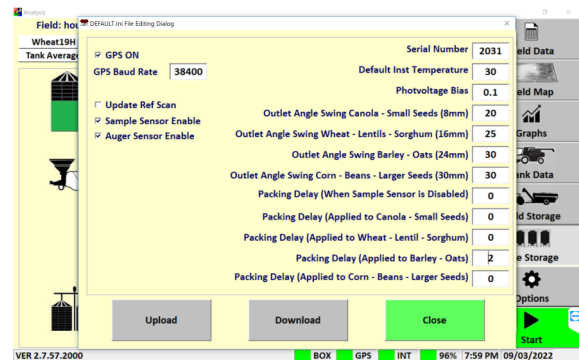 Analysis
DEFAULT.Ini File Editing Dialog
Field: hou
Wheat19H
Tank Average
GPS ON
GPS Baud Rate 38400
Update Ref Scan
Sample Sensor Enable
Auger Sensor Enable
Serial Number 2031
Default Inst Temperature 30
Photovoltage Bias 0.1
Outlet Angle Swing Canola - Small Seeds (8mm) 20
Outlet Angle Swing Wheat - Lentils - Sorghum (16mm) 25
Outlet Angle Swing Barley - Oats (24mm) 30
Outlet Angle Swing Corn - Beans - Larger Seeds (30mm) 30
Packing Delay (When Sample Sensor is Disabled) 0
Packing Delay (Applied to Canola - Small Seeds) 0
Packing Delay (Applied to Wheat - Lentil - Sorghum) 0
Packing Delay (Applied to Barley - Oats) 2
Packing Delay (Applied to Corn - Beans - Larger Seeds) 0
Upload
Download
Close
eld Data
eld Map
Graphs
nk Data
ld Storage
e Storage
Options
Start
VER 2.7.57.2000
BOX GPS INT 96% 7:59 PM 09/03/2022